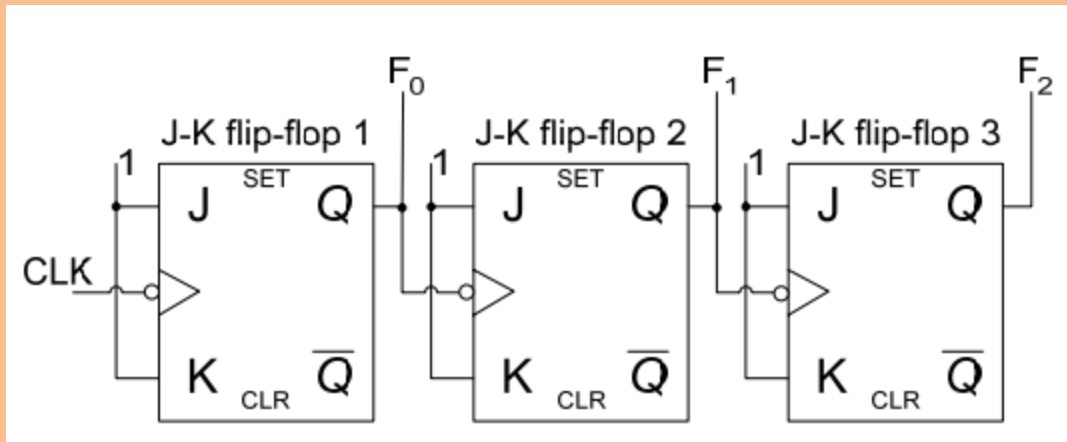 F₀ F₁ F₂
J-K flip-flop 1 J-K flip-flop 2 J-K flip-flop 3
1 1 1
SET SET SET
J Q J Q J Q
CLK
K Q̅ K Q̅ K Q̅
CLR CLR CLR